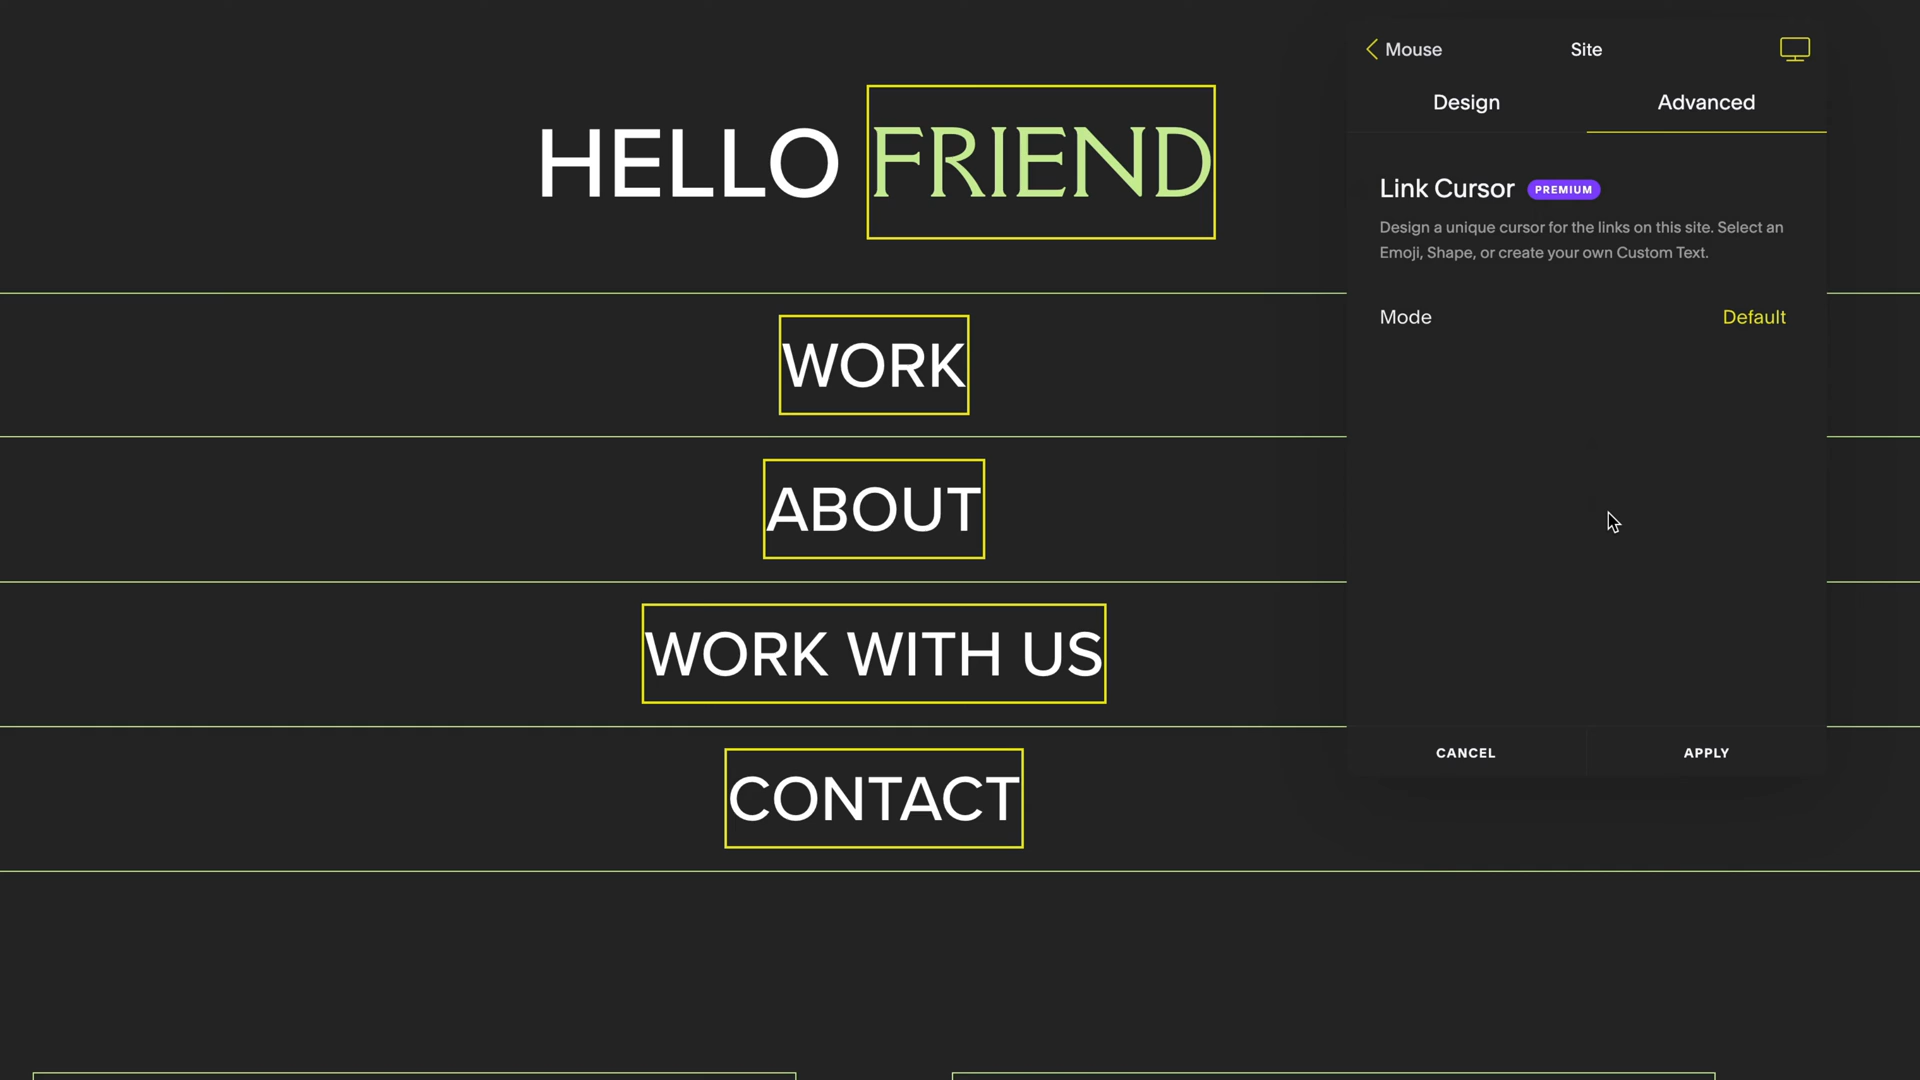 HELLO FRIEND
WORK
ABOUT
WORK WITH US
CONTACT
Mouse
Site
Design
Advanced
Link Cursor PREMIUM
Design a unique cursor for the links on this site. Select an
Emoji, Shape, or create your own Custom Text.
Mode
Default
CANCEL
APPLY